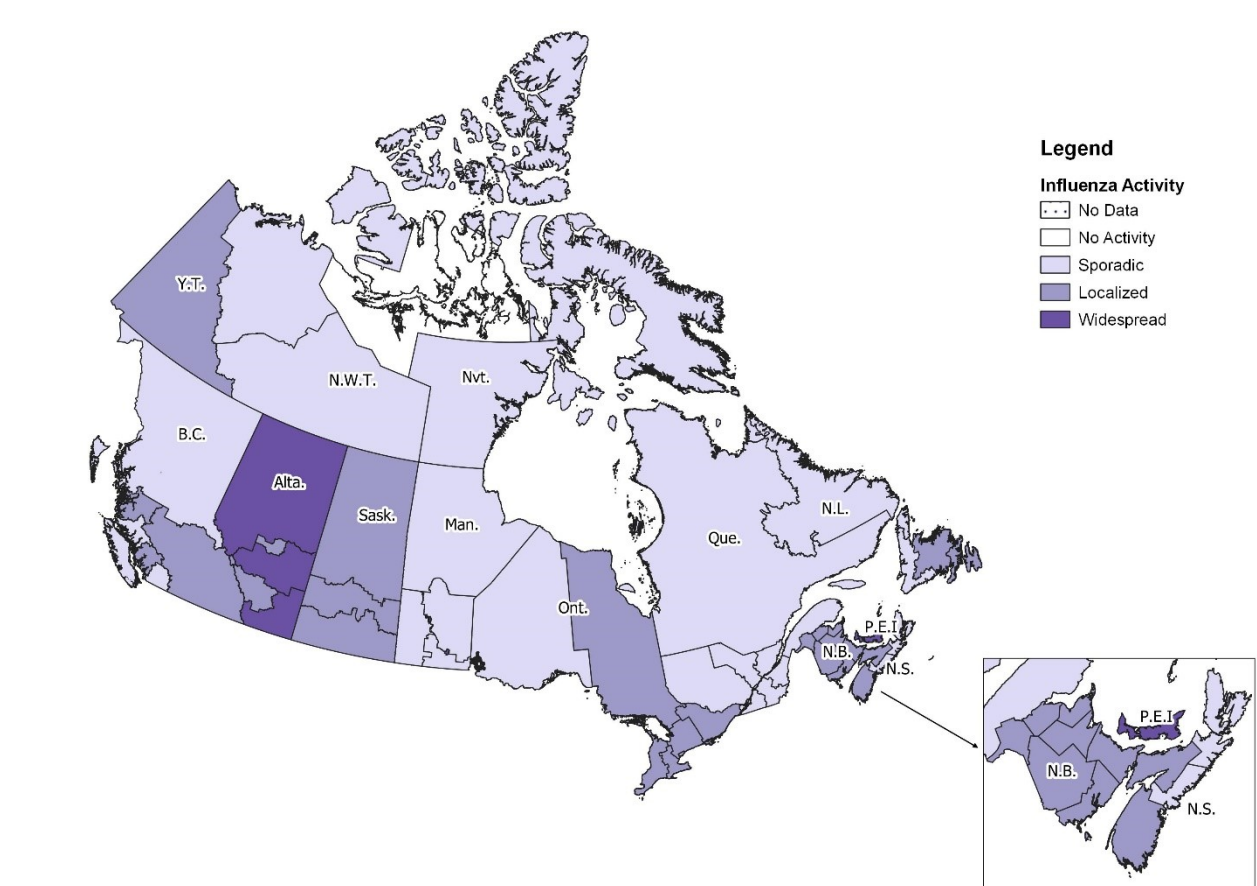 Legend
Influenza Activity
No Data
No Activity
Sporadic
Localized
Widespread
Y.T.
N.W.T.
Nvt.
B.C.
Alta.
Sask.
Man.
Ont.
Que.
N.L.
P.E.I
N.B.
N.S.
P.E.I
N.B.
N.S.